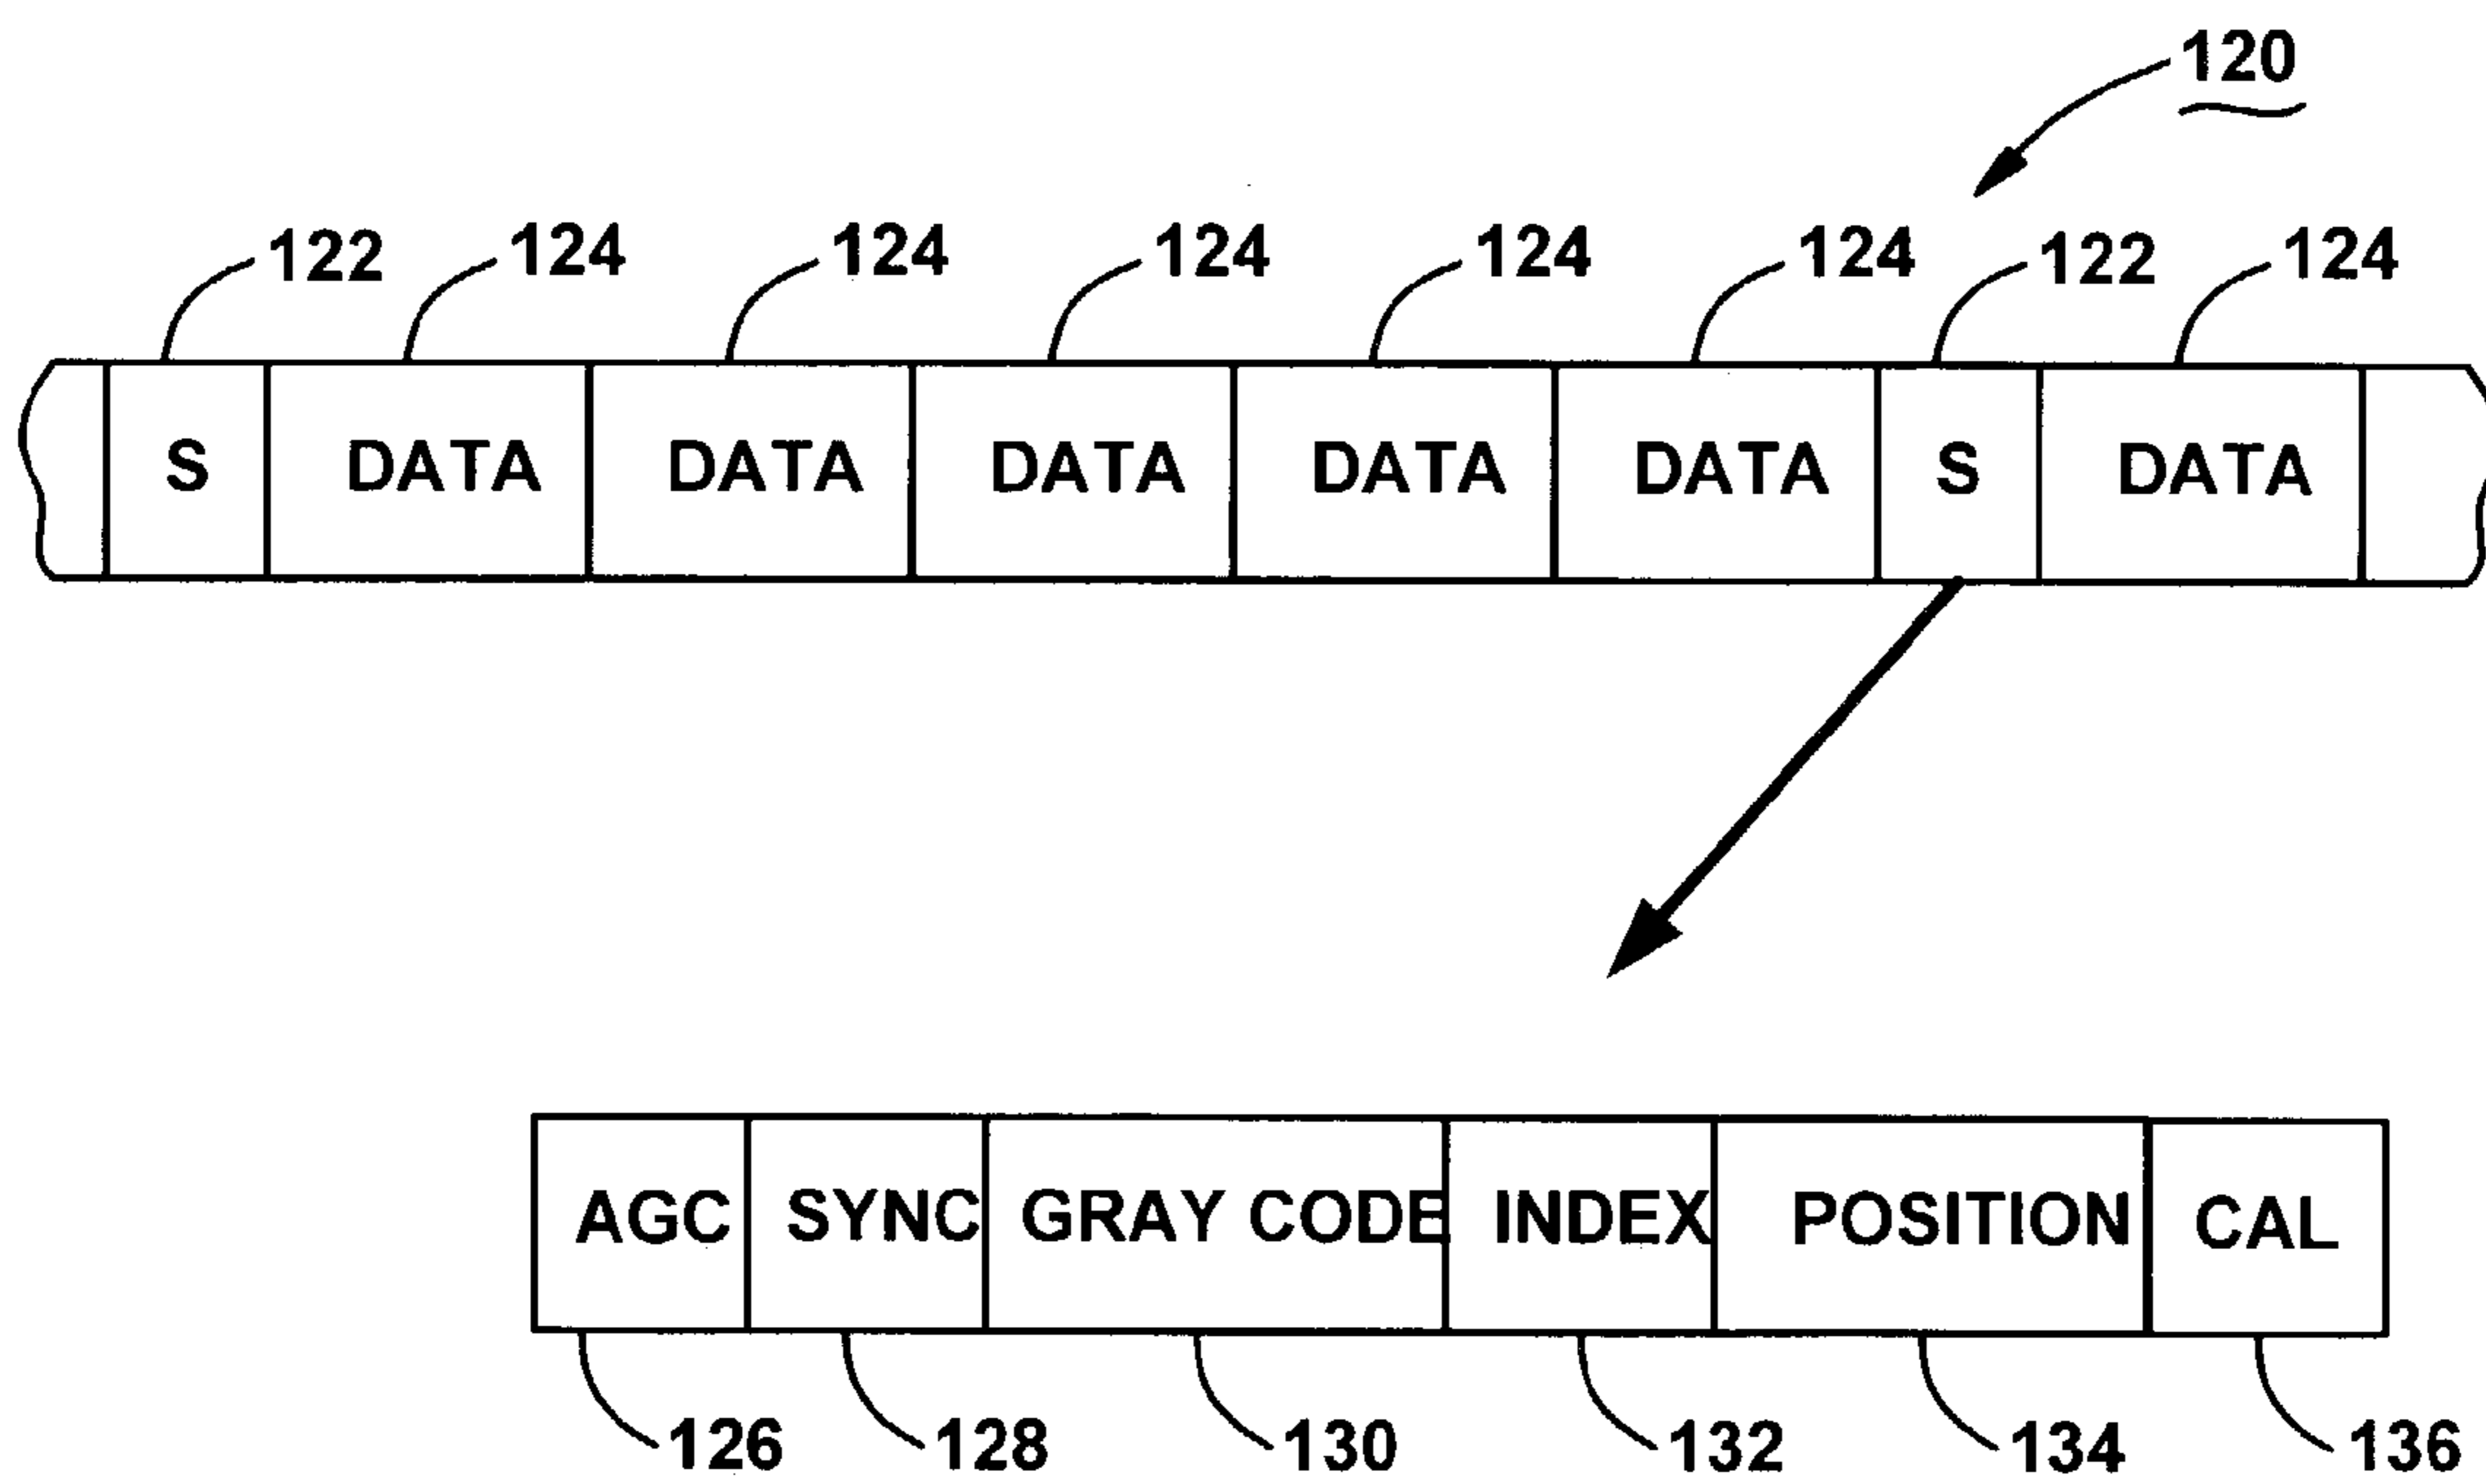 120
122 124 124 124 124 124 122 124
S DATA DATA DATA DATA DATA S DATA
AGC SYNC GRAY CODE INDEX POSITION CAL
126 128 130 132 134 136